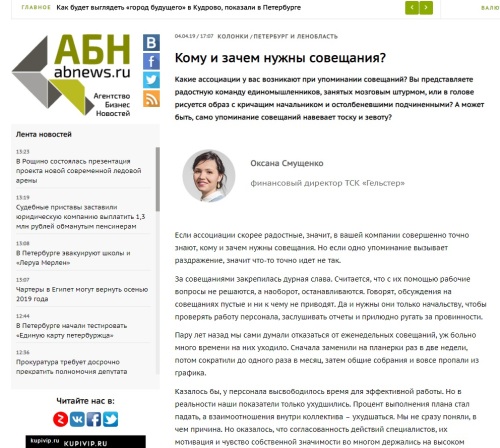 ГЛАВНОЕ Как будет выглядеть «город будущего» в Кудрово, показали в Петербурге
ВАЛЮ
АБН
abnews.ru
Агентство
Бизнес
Новостей
Лента новостей
13:23
В Рощино состоялась презентация
проекта новой современной ледовой
арены
13:19
Судебные приставы заставили
юридическую компанию выплатить 1,3
млн рублей обманутым пенсионерам
13:08
В Петербурге эвакуируют школы и
«Леруа Мерлен»
13:07
Чартеры в Египет могут вернуть осенью
2019 года
12:44
В Петербурге начали тестировать
«Единую карту петербуржца»
12:36
Прокуратура требует досрочно
прекратить полномочия депутата
Читайте нас в:
kupivip.ru
KUPIVIP.RU
04.04.19 / 17:07 КОЛОНКИ / ПЕТЕРБУРГ И ЛЕНОБЛАСТЬ
Кому и зачем нужны совещания?
Какие ассоциации у вас возникают при упоминании совещаний? Вы представляете
радостную команду единомышленников, занятых мозговым штурмом, или в голове
рисуется образ с кричащим начальником и остолбеневшими подчиненными? А может
быть, само упоминание совещаний навевает тоску и зевоту?
Оксана Смущенко
финансовый директор ТСК «Гельстер»
Если ассоциации скорее радостные, значит, в вашей компании совершенно точно
знают, кому и зачем нужны совещания. Но если одно упоминание вызывает
раздражение, значит что-то точно идет не так.
За совещаниями закрепилась дурная слава. Считается, что с их помощью рабочие
вопросы не решаются, а наоборот, останавливаются. Говорят, обсуждения на
совещаниях пустые и ни к чему не приводят. Да и нужны они только начальству, чтобы
проверять работу персонала, заслушивать отчеты и прилюдно ругать за провинности.
Пару лет назад мы сами думали отказаться от еженедельных совещаний, уж больно
много времени на них уходило. Сначала заменили на планерки раз в две недели,
потом сократили до одного раза в месяц, затем общие собрания и вовсе пропали из
графика.
Казалось бы, у персонала высвободилось время для эффективной работы. Но в
реальности наши показатели только ухудшились. Процент выполнения плана стал
падать, а взаимоотношения внутри коллектива – ухудшаться. Мы не сразу поняли, в
чем причина. Но оказалось, что согласованность действий специалистов, их
мотивация и чувство собственной значимости во многом держались на высоком